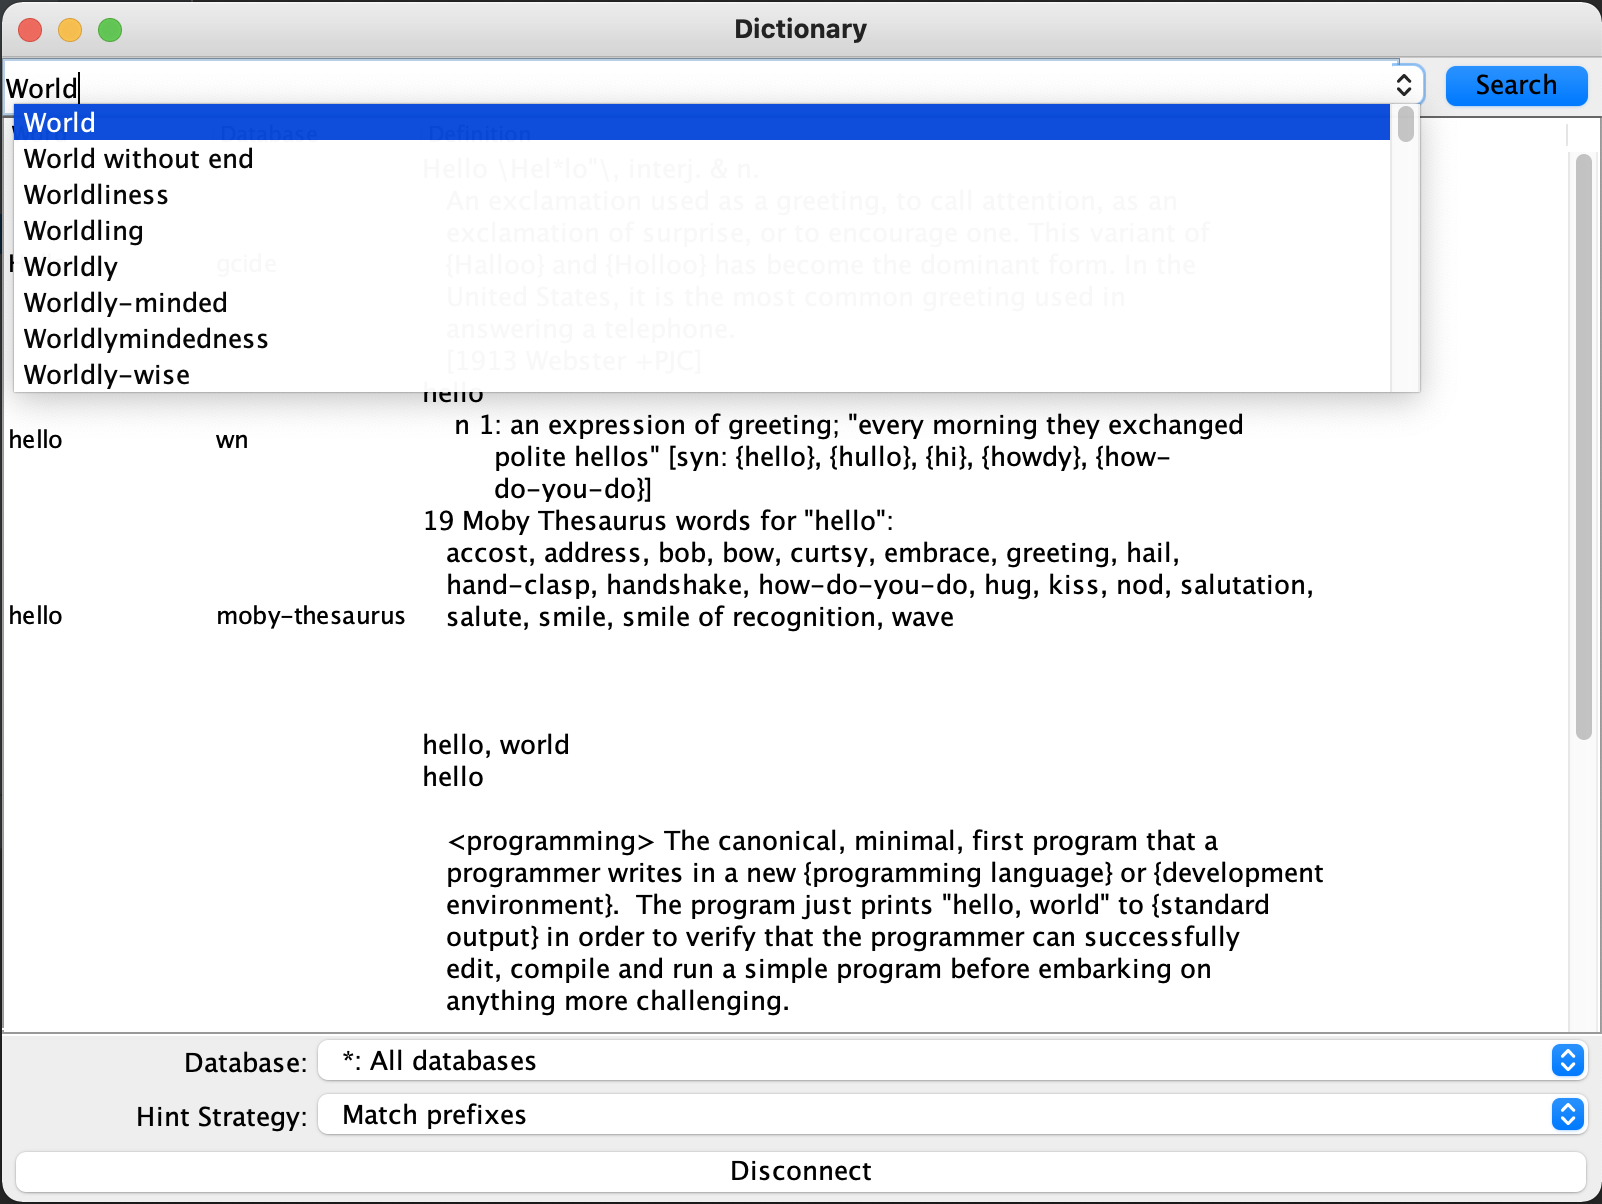 Dictionary
World
Search
World
Database
Definition
World without end
Hello \Hel*lo"\, interj. & n.
Worldliness
An exclamation used as a greeting, to call attention, as an
Worldling
exclamation of surprise, or to encourage one. This variant of
Worldly
gcide
{Halloo} and {Holloo} has become the dominant form. In the
Worldly-minded
United States, it is the most common greeting used in
Worldlymindedness
answering a telephone.
Worldly-wise
[1913 Webster +PJC]
hello
n 1: an expression of greeting; "every morning they exchanged
hello
wn
polite hellos" [syn: {hello}, {hullo}, {hi}, {howdy}, {how-
do-you-do}]
19 Moby Thesaurus words for "hello":
accost, address, bob, bow, curtsy, embrace, greeting, hail,
hand-clasp, handshake, how-do-you-do, hug, kiss, nod, salutation,
hello
moby-thesaurus
salute, smile, smile of recognition, wave
hello, world
hello
<programming> The canonical, minimal, first program that a
programmer writes in a new {programming language} or {development
environment}.  The program just prints "hello, world" to {standard
output} in order to verify that the programmer can successfully
edit, compile and run a simple program before embarking on
anything more challenging.
Database:
*: All databases
Hint Strategy:
Match prefixes
Disconnect